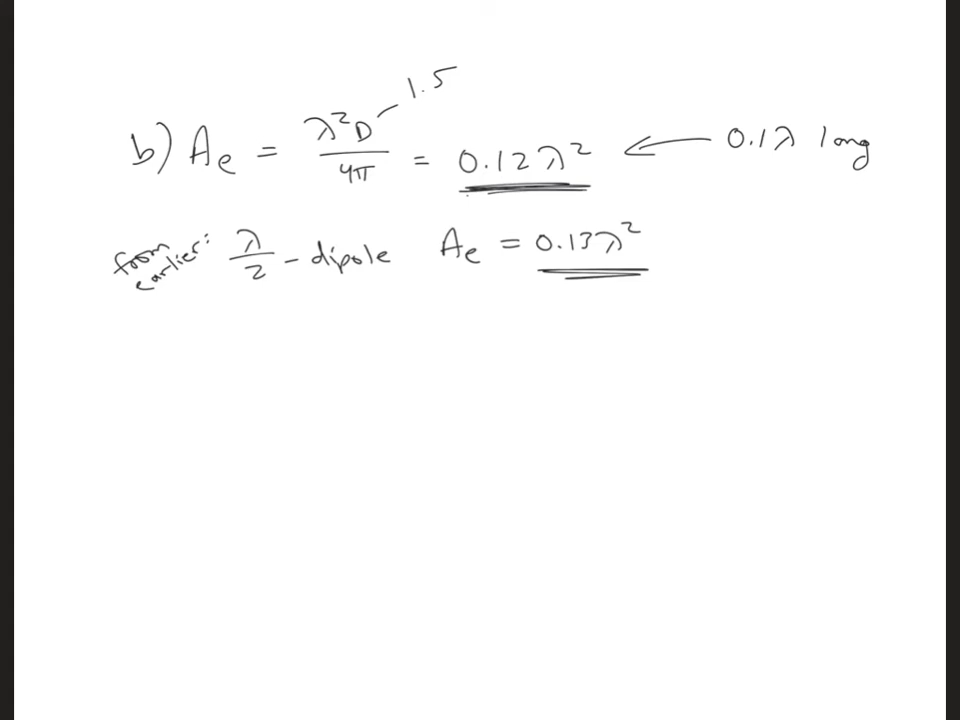 1.5
b) Ae = λ²D / 4π = 0.12λ² ← 0.1λ long
from earlier: λ/2 - dipole Ae = 0.13λ²